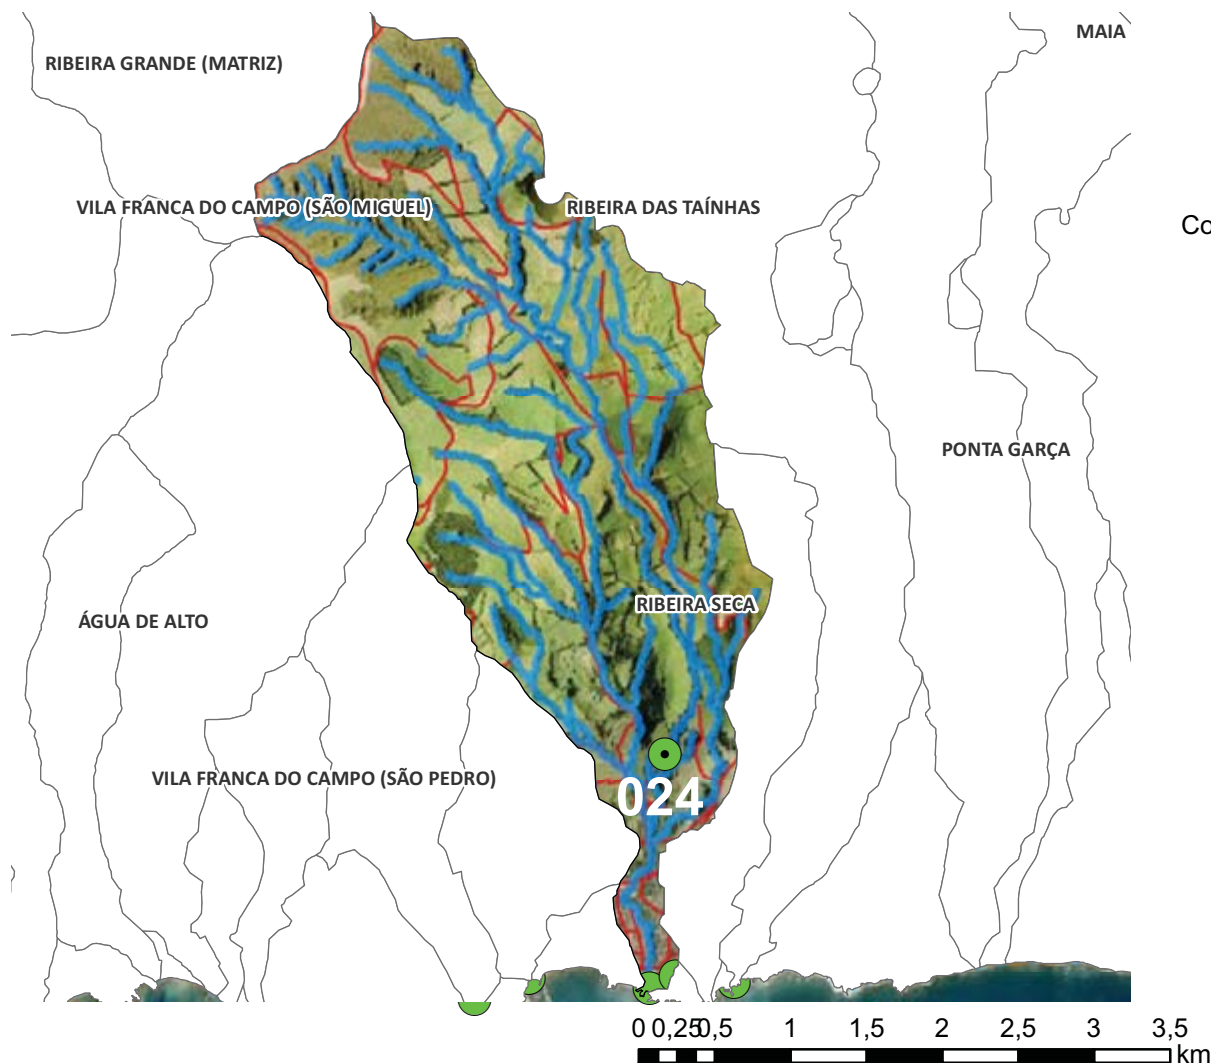 MAIA
RIBEIRA GRANDE (MATRIZ)
VILA FRANCA DO CAMPO (SÃO MIGUEL)
RIBEIRA DAS TAÍNHAS
Co
PONTA GARÇA
RIBEIRA SECA
ÁGUA DE ALTO
VILA FRANCA DO CAMPO (SÃO PEDRO)
024
0 0,25 0,5 1 1,5 2 2,5 3 3,5
km